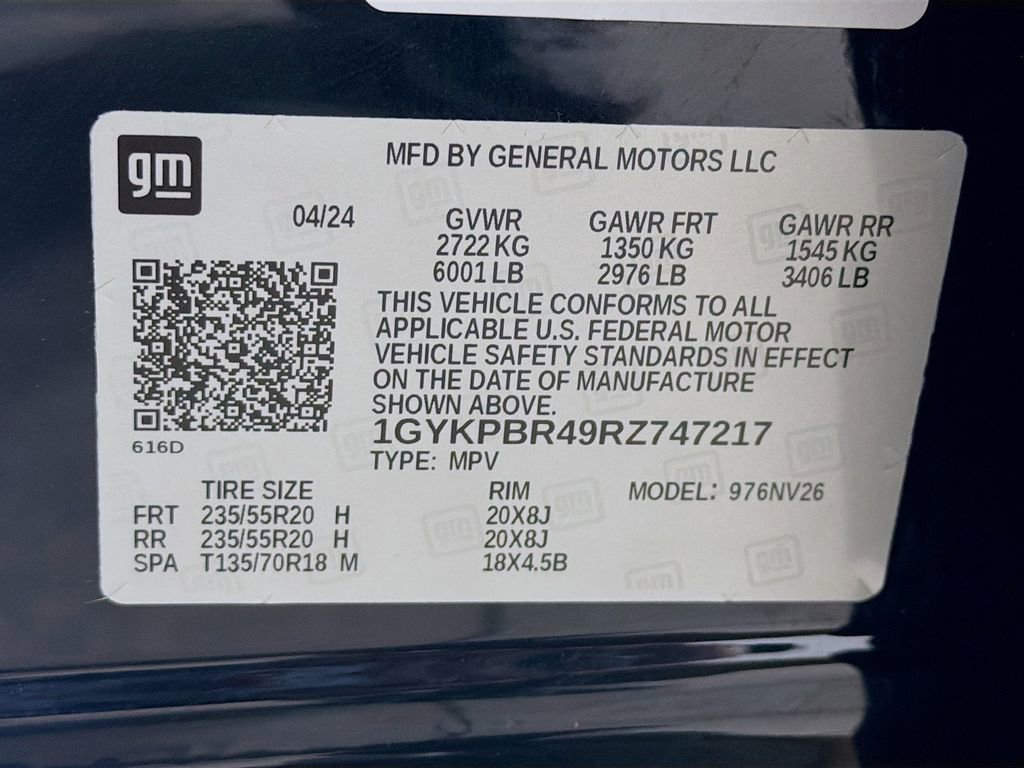 gm
MFD BY GENERAL MOTORS LLC
04/24
GVWR GAWR FRT GAWR RR
2722 KG 1350 KG 1545 KG
6001 LB 2976 LB 3406 LB
THIS VEHICLE CONFORMS TO ALL
APPLICABLE U.S. FEDERAL MOTOR
VEHICLE SAFETY STANDARDS IN EFFECT
ON THE DATE OF MANUFACTURE
SHOWN ABOVE.
616D
1GYKPBR49RZ747217
TYPE: MPV
TIRE SIZE RIM MODEL: 976NV26
FRT 235/55R20 H 20X8J
RR 235/55R20 H 20X8J
SPA T135/70R18 M 18X4.5B